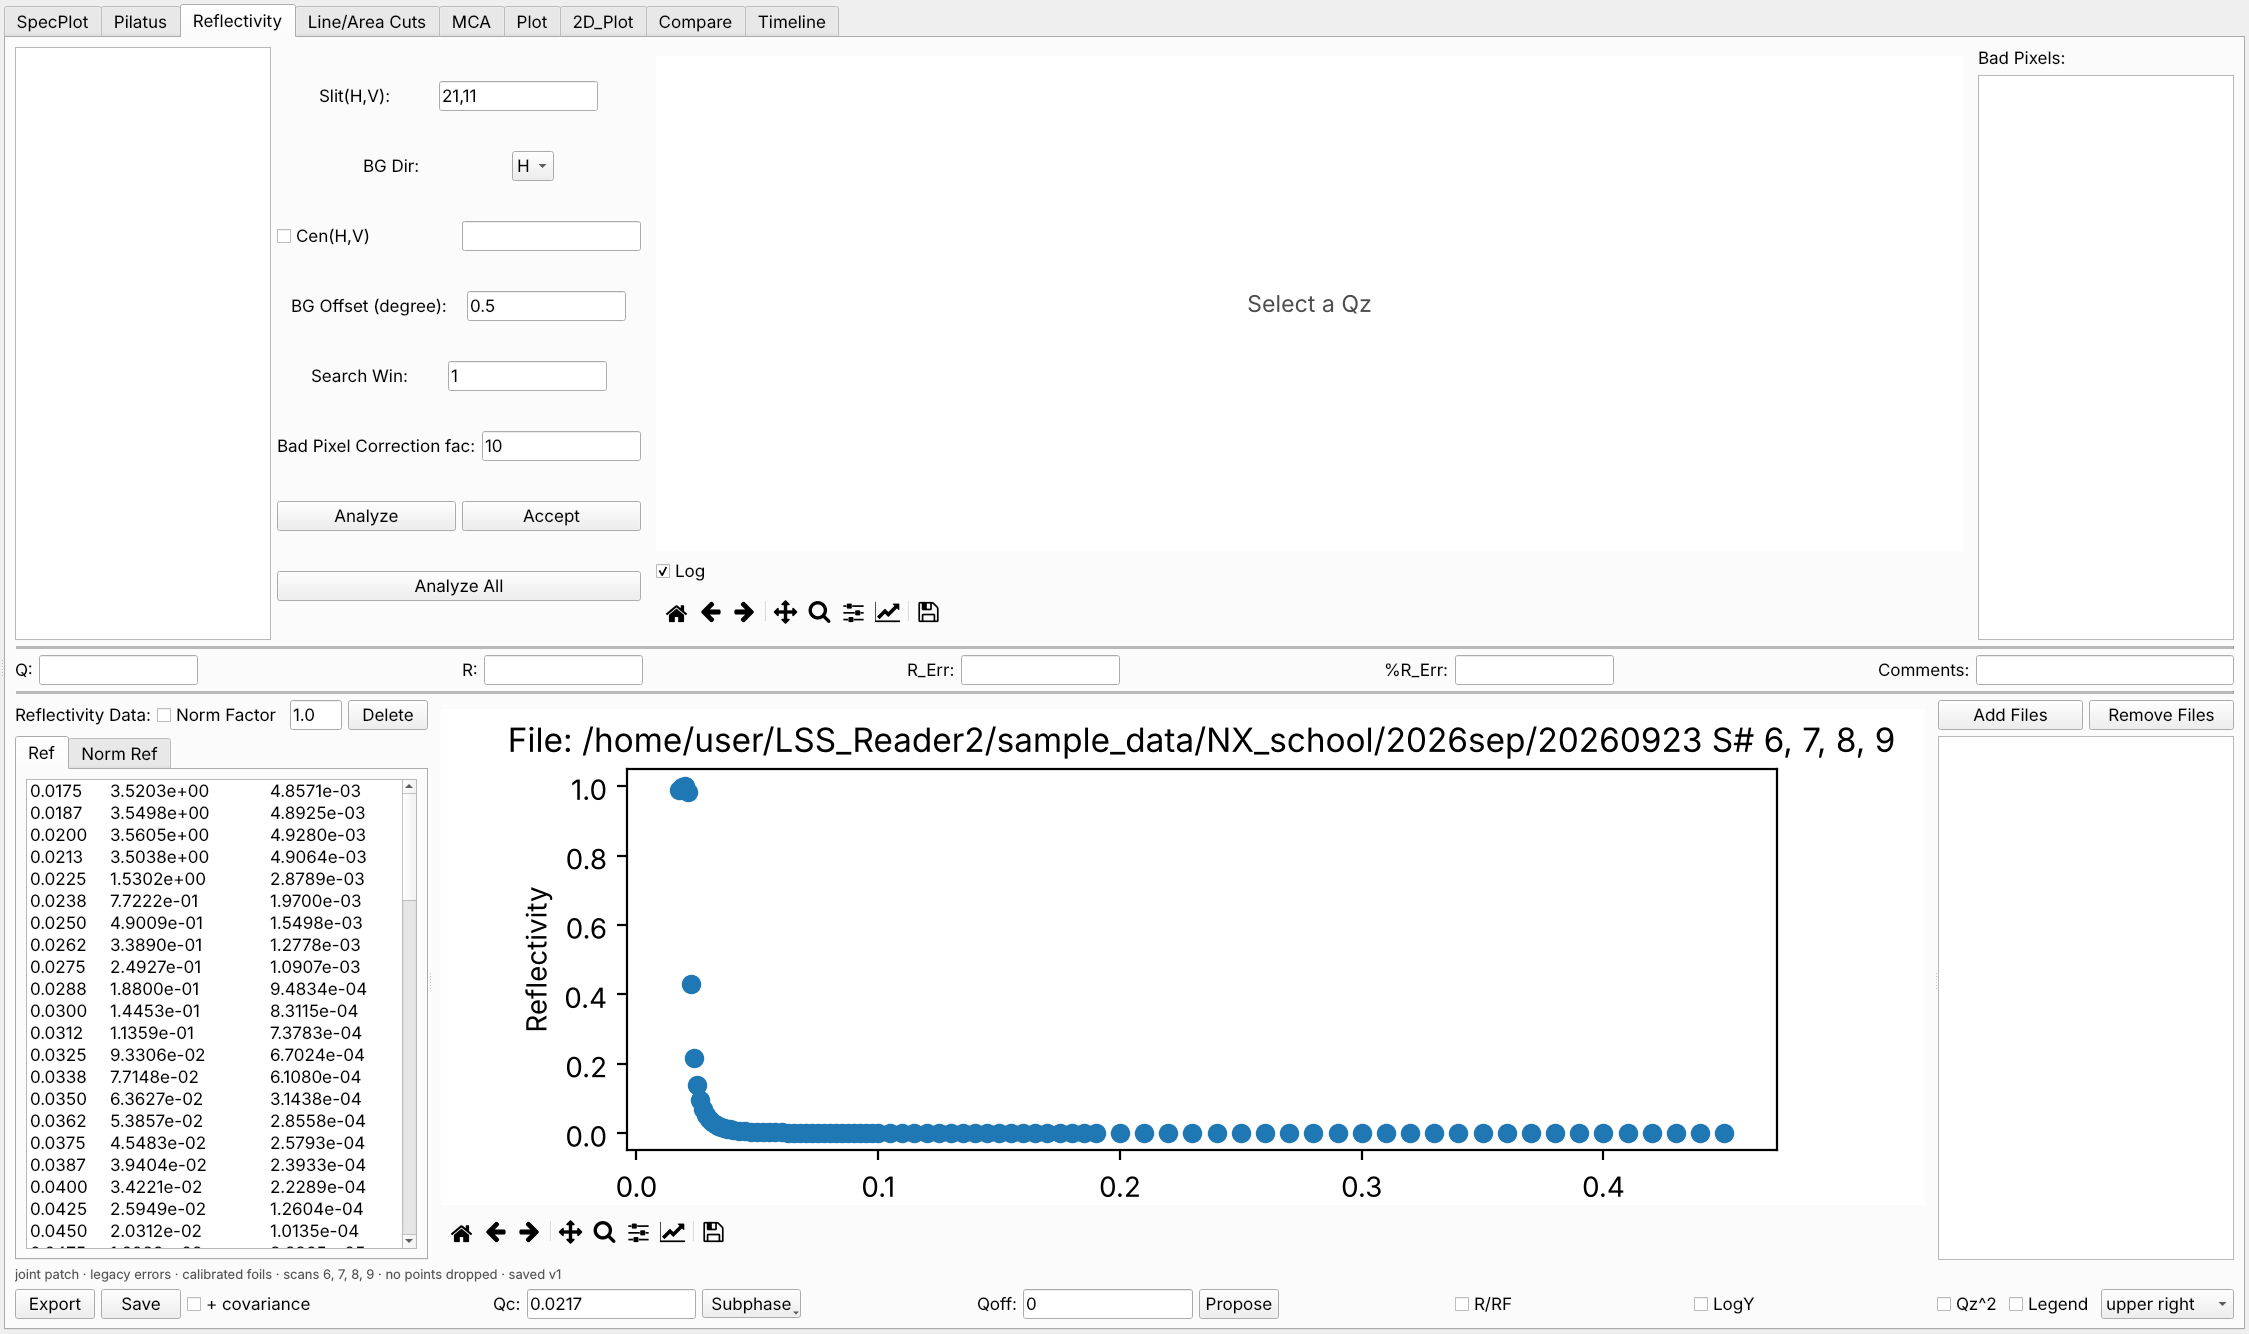 SpecPlot Pilatus Reflectivity Line/Area Cuts MCA Plot 2D_Plot Compare Timeline
Bad Pixels:
Slit(H,V): 21,11
BG Dir: H
Cen(H,V)
BG Offset (degree): 0.5
Select a Qz
Search Win: 1
Bad Pixel Correction fac: 10
Analyze Accept
Log
Analyze All
Q: R: R_Err: %R_Err: Comments:
Reflectivity Data: Norm Factor 1.0 Delete
Add Files Remove Files
Ref Norm Ref
0.0175 3.5203e+00 4.8571e-03
0.0187 3.5498e+00 4.8925e-03
0.0200 3.5605e+00 4.9280e-03
0.0213 3.5038e+00 4.9064e-03
0.0225 1.5302e+00 2.8789e-03
0.0238 7.7222e-01 1.9700e-03
0.0250 4.9009e-01 1.5498e-03
0.0262 3.3890e-01 1.2778e-03
0.0275 2.4927e-01 1.0907e-03
0.0288 1.8800e-01 9.4834e-04
0.0300 1.4453e-01 8.3115e-04
0.0312 1.1359e-01 7.3783e-04
0.0325 9.3306e-02 6.7024e-04
0.0338 7.7148e-02 6.1080e-04
0.0350 6.3627e-02 3.1438e-04
0.0362 5.3857e-02 2.8558e-04
0.0375 4.5483e-02 2.5793e-04
0.0387 3.9404e-02 2.3933e-04
0.0400 3.4221e-02 2.2289e-04
0.0425 2.5949e-02 1.2604e-04
0.0450 2.0312e-02 1.0135e-04
File: /home/user/LSS_Reader2/sample_data/NX_school/2026sep/20260923 S# 6, 7, 8, 9
Reflectivity
1.0
0.8
0.6
0.4
0.2
0.0
0.0 0.1 0.2 0.3 0.4
joint patch · legacy errors · calibrated foils · scans 6, 7, 8, 9 · no points dropped · saved v1
Export Save + covariance Qc: 0.0217 Subphase Qoff: 0 Propose R/RF LogY Qz^2 Legend upper right